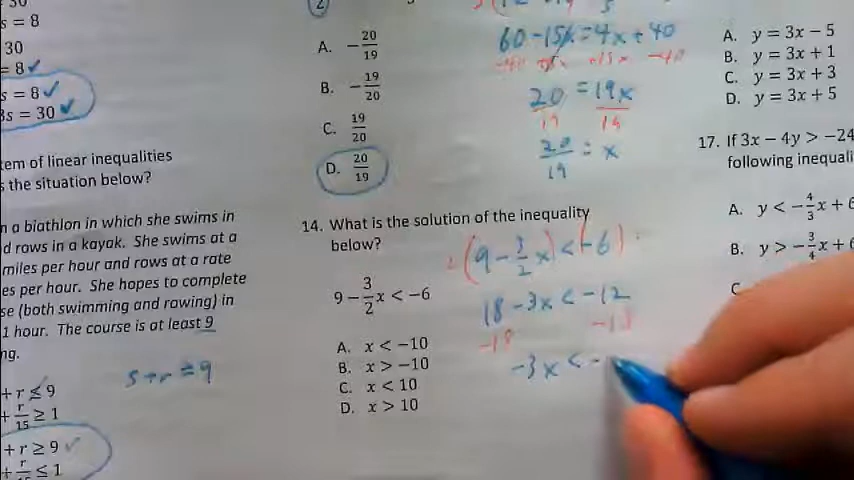 s = 8
30
= 8 ✓
s = 8 ✓
3s = 30 ✓
tem of linear inequalities
s the situation below?
n a biathlon in which she swims in
d rows in a kayak. She swims at a
miles per hour and rows at a rate
es per hour. She hopes to complete
se (both swimming and rowing) in
1 hour. The course is at least 9
ng.
s+r ≥ 9
+ r ≤ 9
+ r/15 ≥ 1
+ r ≥ 9 ✓
+ r/15 ≤ 1
2
A. -20/19
B. -19/20
C. 19/20
D. 20/19
60-15x=4x+40
-40 +15x +15x -40
20 = 19x
19 19
20/19 = x
14. What is the solution of the inequality
below?
9 - 3/2 x < -6
A. x < -10
B. x > -10
C. x < 10
D. x > 10
2(9 - 3/2 x) < (-6)
18-3x < -12
-18 -18
-3x < -
A. y = 3x - 5
B. y = 3x + 1
C. y = 3x + 3
D. y = 3x + 5
17. If 3x - 4y > -24
following inequali
A. y < -4/3 x + 6
B. y > -3/4 x + 6
C.